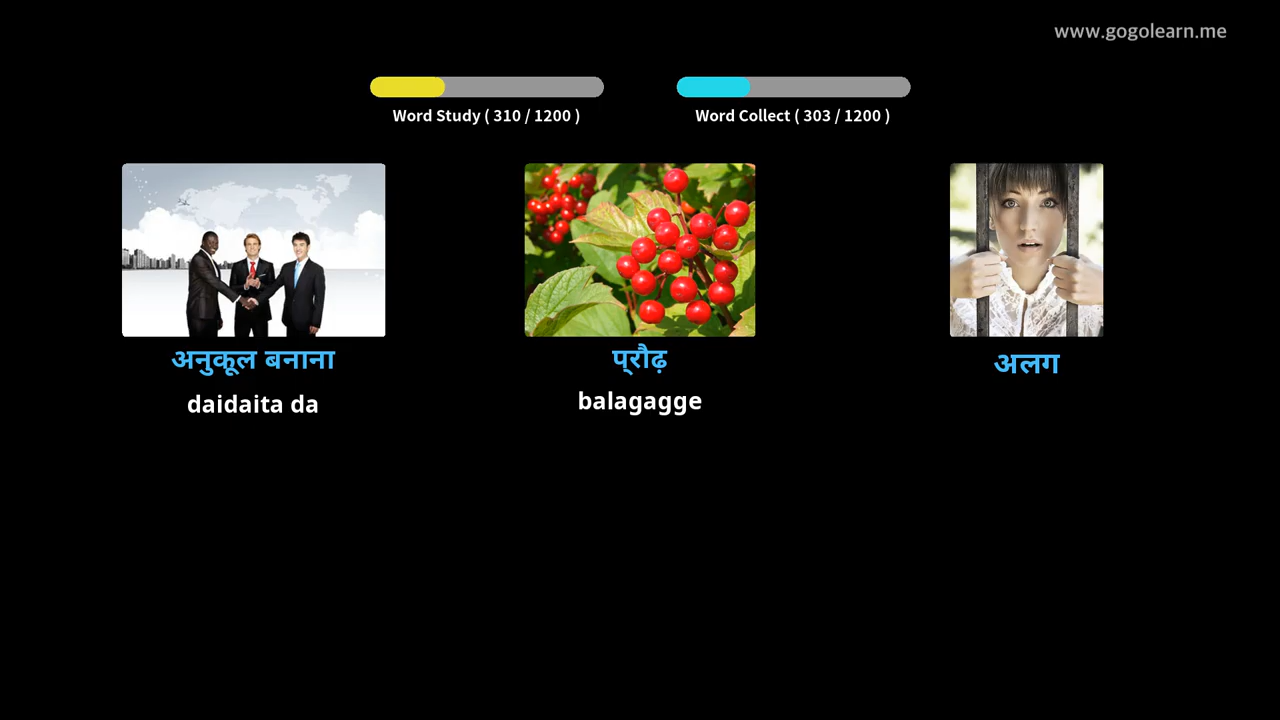 www.gogolearn.me
Word Study ( 310 / 1200 )
Word Collect ( 303 / 1200 )
अनुकूल बनाना
daidaita da
प्रौढ़
balagagge
अलग